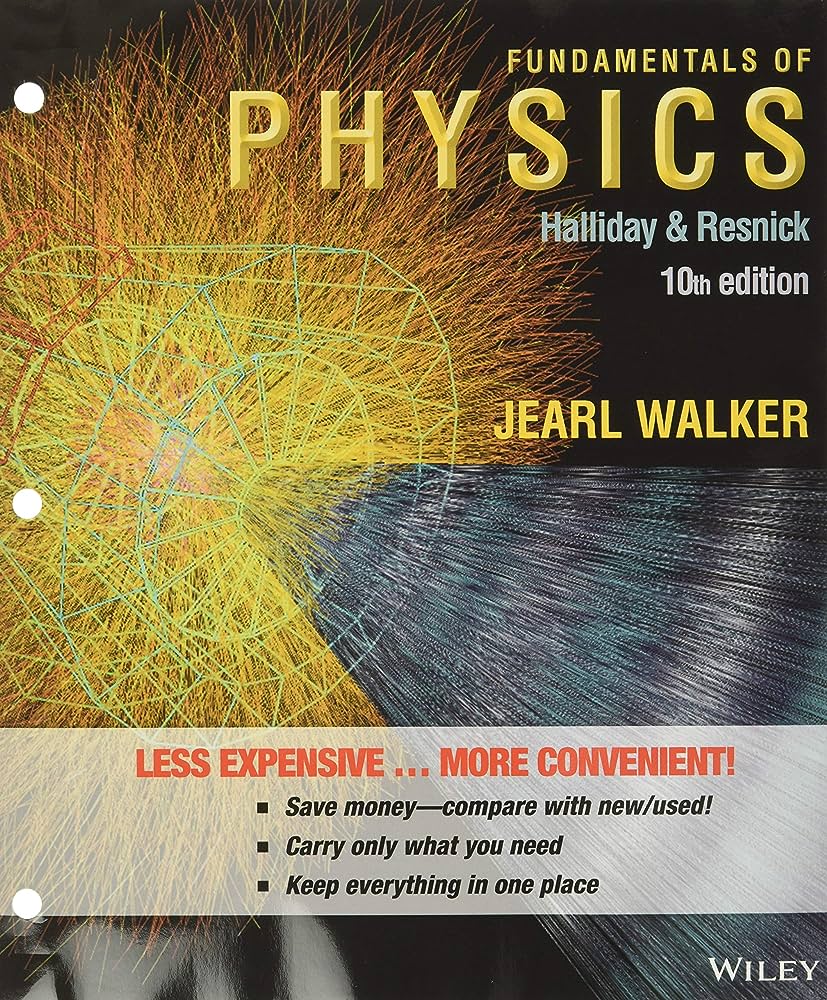 FUNDAMENTALS OF
PHYSICS
Halliday & Resnick
10th edition
JEARL WALKER
LESS EXPENSIVE ... MORE CONVENIENT!
▪ Save money—compare with new/used!
▪ Carry only what you need
▪ Keep everything in one place
WILEY